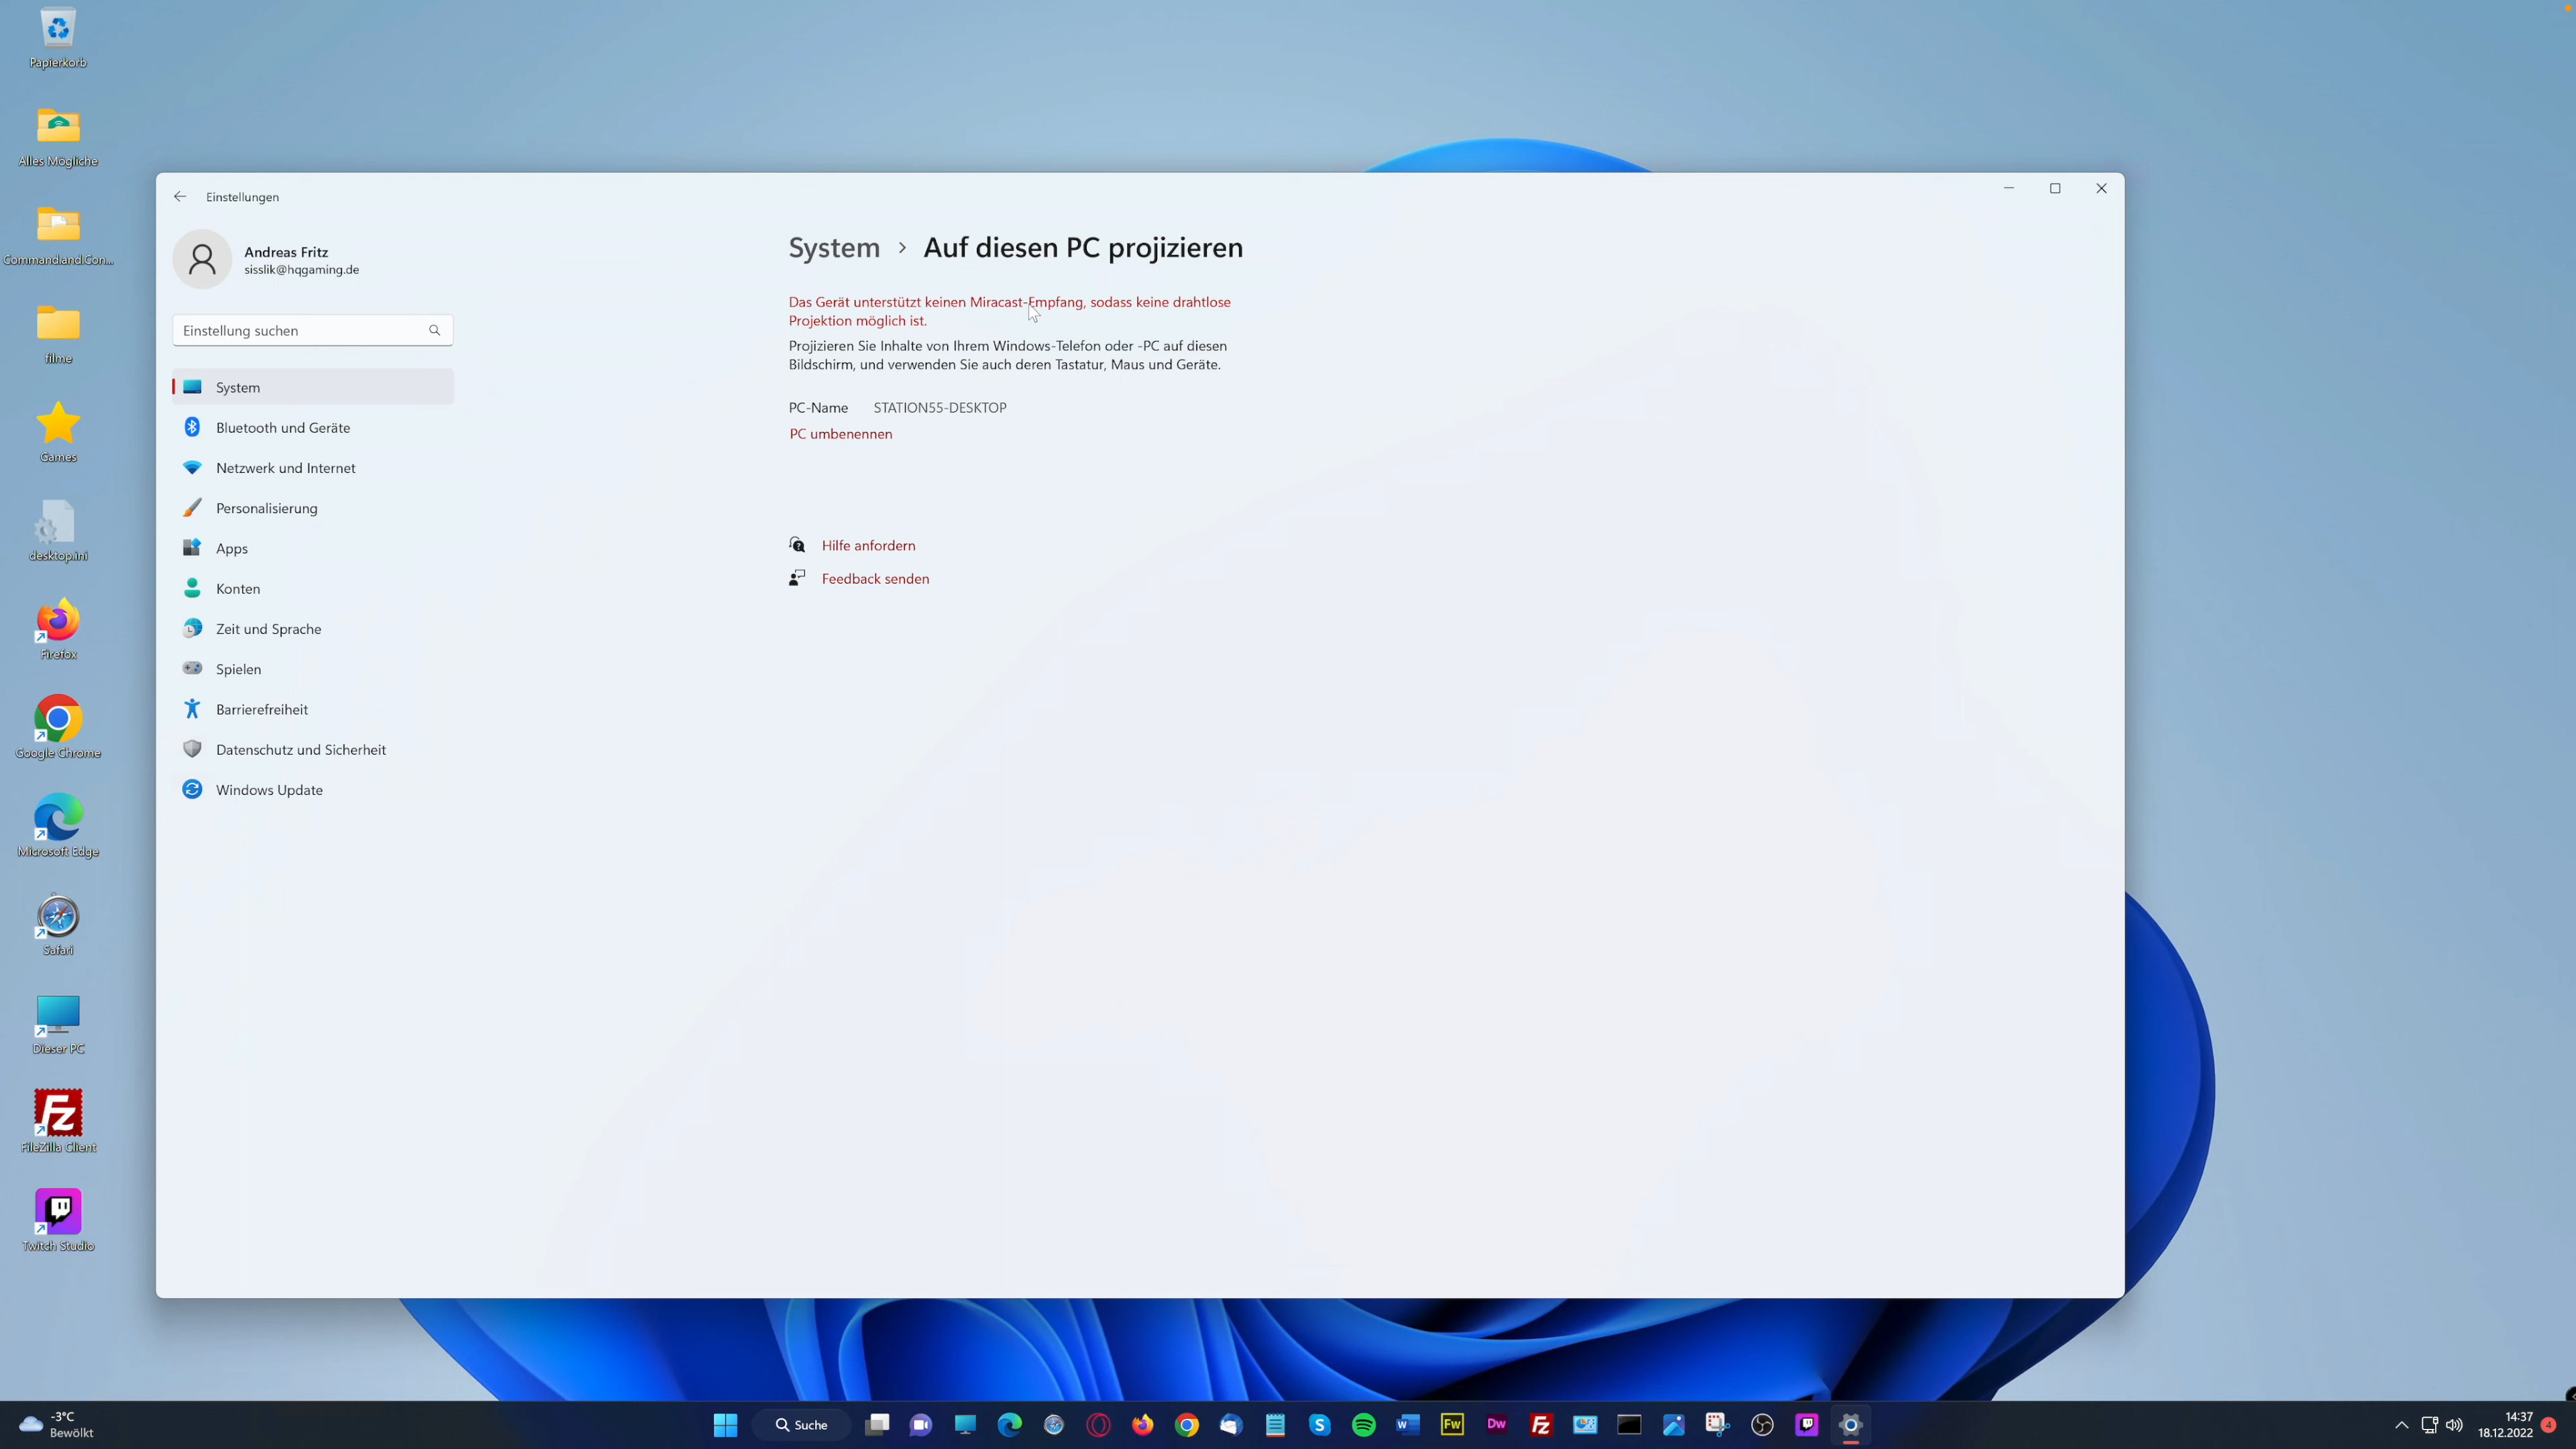 Papierkorb
Alles Mögliche
Commandland.Con...
filme
Games
desktop.ini
Firefox
Google Chrome
Microsoft Edge
Safari
Dieser PC
FileZilla Client
Twitch Studio
Einstellungen
Andreas Fritz
sisslik@hqgaming.de
Einstellung suchen
System
Bluetooth und Geräte
Netzwerk und Internet
Personalisierung
Apps
Konten
Zeit und Sprache
Spielen
Barrierefreiheit
Datenschutz und Sicherheit
Windows Update
System > Auf diesen PC projizieren
Das Gerät unterstützt keinen Miracast-Empfang, sodass keine drahtlose
Projektion möglich ist.
Projizieren Sie Inhalte von Ihrem Windows-Telefon oder -PC auf diesen
Bildschirm, und verwenden Sie auch deren Tastatur, Maus und Geräte.
PC-Name STATION55-DESKTOP
PC umbenennen
Hilfe anfordern
Feedback senden
-3°C
Bewölkt
Suche
Fw
Dw
14:37
18.12.2022
4